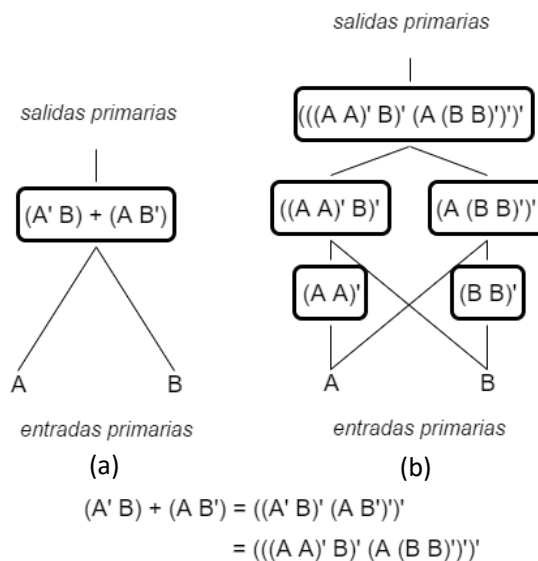 salidas primarias
(A' B) + (A B')
A
B
entradas primarias
(a)
salidas primarias
(((A A)' B)' (A (B B)')')'
((A A)' B)'
(A (B B)')'
(A A)'
(B B)'
A
B
entradas primarias
(b)
(A' B) + (A B') = ((A' B)' (A B')')'
= (((A A)' B)' (A (B B)')')'